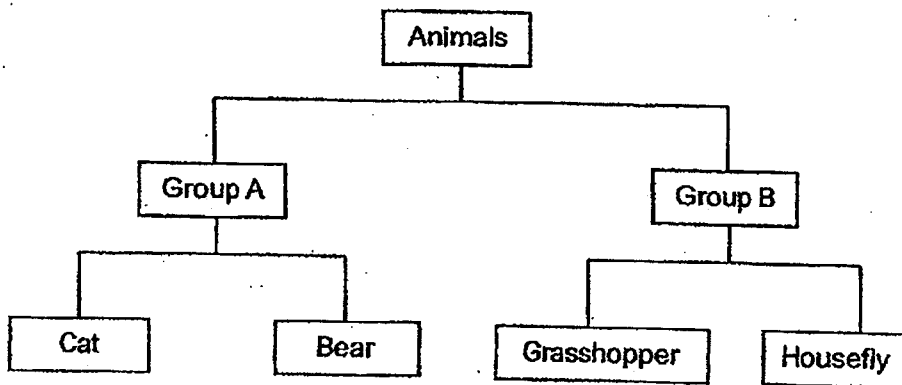 Animals
Group A
Group B
Cat
Bear
Grasshopper
Housefly